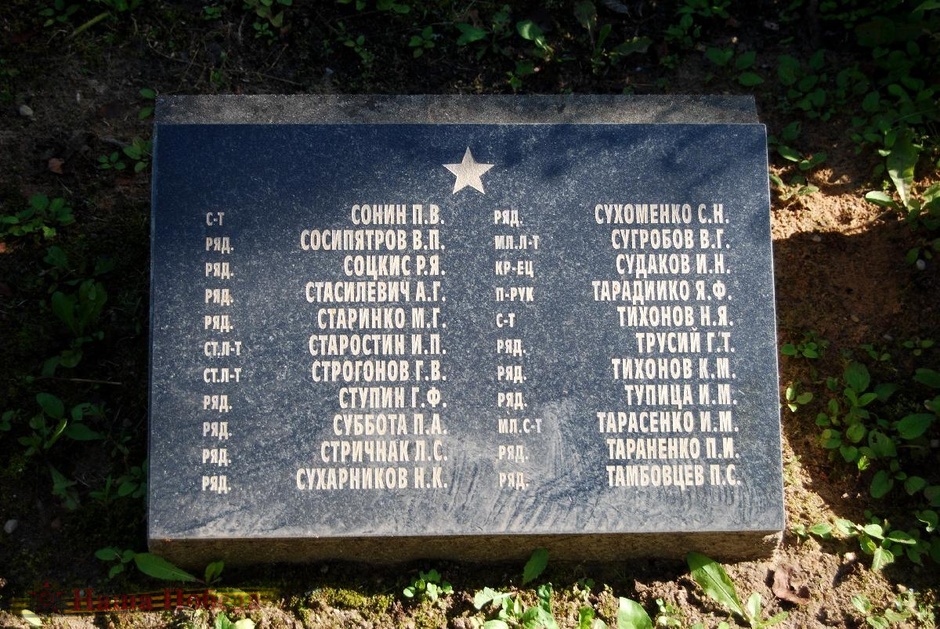 С-Т СОНИН П.В.
РЯД. СОСИПЯТРОВ В.П.
РЯД. СОЦКИС Р.Я.
РЯД. СТАСИЛЕВИЧ А.Г.
РЯД. СТАРИНКО М.Г.
СТ.Л-Т СТАРОСТИН И.П.
СТ.Л-Т СТРОГОНОВ Г.В.
РЯД. СТУПИН Г.Ф.
РЯД. СУББОТА П.А.
РЯД. СТРИЧНАК Л.С.
РЯД. СУХАРНИКОВ Н.К.
РЯД. СУХОМЕНКО С.Н.
МЛ.Л-Т СУГРОБОВ В.Г.
КР-ЕЦ СУДАКОВ И.Н.
П-РУК ТАРАДИИКО Я.Ф.
С-Т ТИХОНОВ Н.Я.
РЯД. ТРУСИЙ Г.Т.
РЯД. ТИХОНОВ К.М.
РЯД. ТУПИЦА И.М.
МЛ.С-Т ТАРАСЕНКО И.М.
РЯД. ТАРАНЕНКО П.И.
РЯД. ТАМБОВЦЕВ П.С.